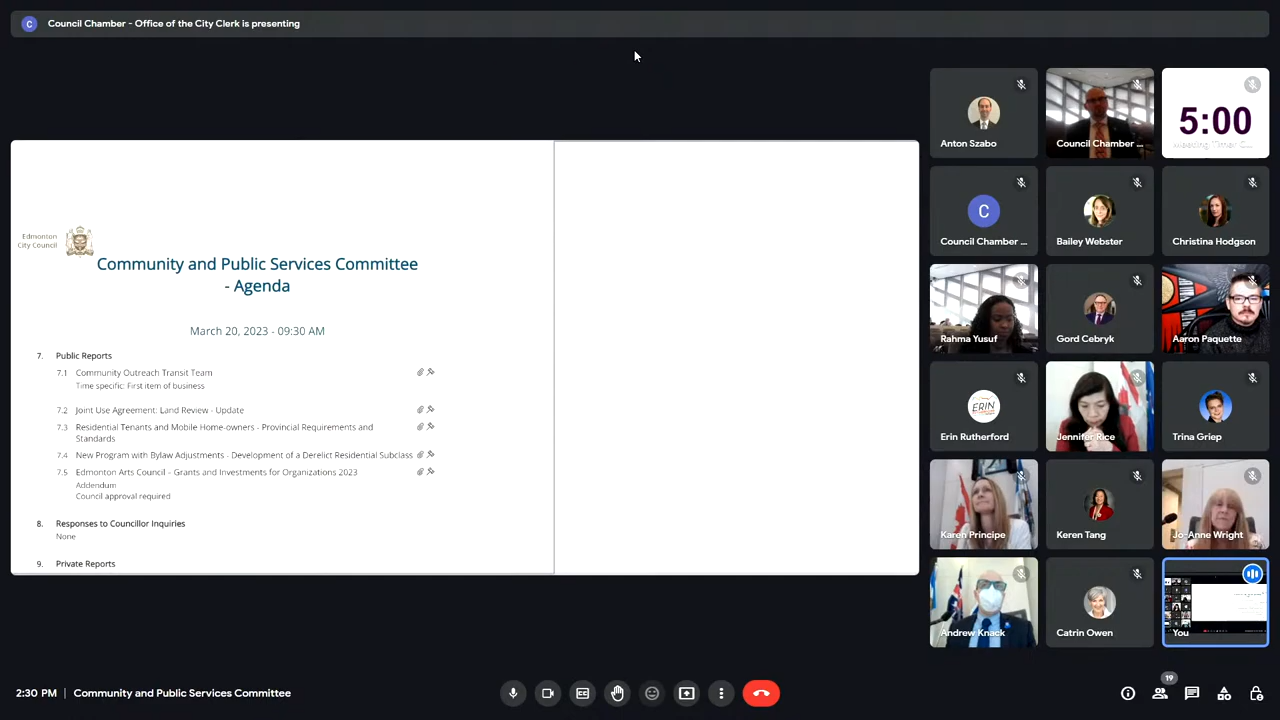 C
Council Chamber - Office of the City Clerk is presenting
Edmonton
City Council
Community and Public Services Committee
- Agenda
March 20, 2023 - 09:30 AM
7. Public Reports
7.1 Community Outreach Transit Team
Time specific: First item of business
7.2 Joint Use Agreement: Land Review - Update
7.3 Residential Tenants and Mobile Home-owners - Provincial Requirements and
Standards
7.4 New Program with Bylaw Adjustments - Development of a Derelict Residential Subclass
7.5 Edmonton Arts Council - Grants and Investments for Organizations 2023
Addendum
Council approval required
8. Responses to Councillor Inquiries
None
9. Private Reports
Anton Szabo
Council Chamber ...
5:00
Meeting Timer C...
C
Council Chamber ...
Bailey Webster
Christina Hodgson
Rahma Yusuf
Gord Cebryk
Aaron Paquette
ERIN
Erin Rutherford
Jennifer Rice
Trina Griep
Karen Principe
Keren Tang
Jo-Anne Wright
Andrew Knack
Catrin Owen
You
2:30 PM | Community and Public Services Committee
19